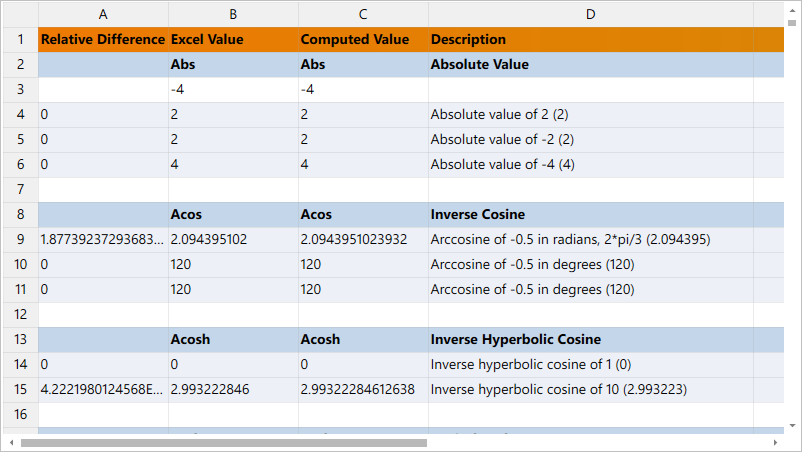 A B C D
1 Relative Difference Excel Value Computed Value Description
2 Abs Abs Absolute Value
3 -4 -4
4 0 2 2 Absolute value of 2 (2)
5 0 2 2 Absolute value of -2 (2)
6 0 4 4 Absolute value of -4 (4)
7
8 Acos Acos Inverse Cosine
9 1.87739237293683... 2.094395102 2.0943951023932 Arccosine of -0.5 in radians, 2*pi/3 (2.094395)
10 0 120 120 Arccosine of -0.5 in degrees (120)
11 0 120 120 Arccosine of -0.5 in degrees (120)
12
13 Acosh Acosh Inverse Hyperbolic Cosine
14 0 0 0 Inverse hyperbolic cosine of 1 (0)
15 4.2221980124568E... 2.993222846 2.99322284612638 Inverse hyperbolic cosine of 10 (2.993223)
16